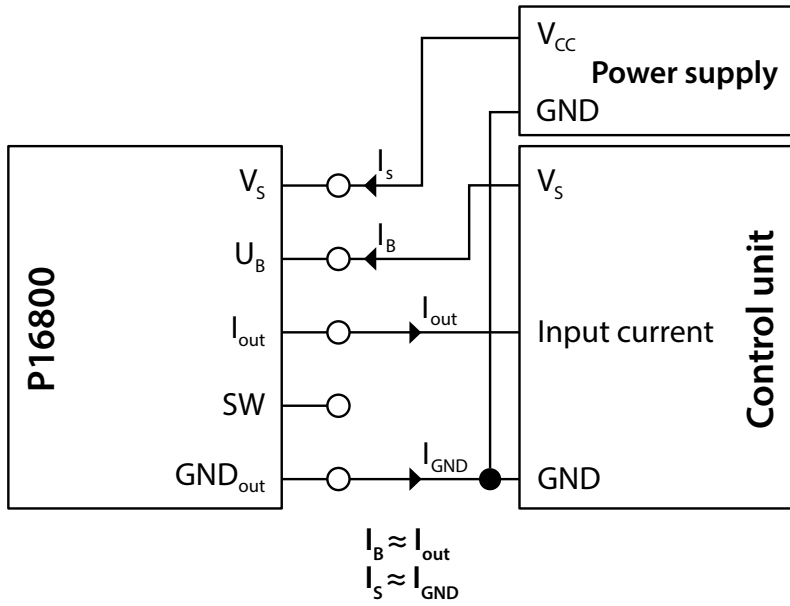 V_CC
Power supply
GND
P16800
V_S
U_B
I_out
SW
GND_out
I_s
I_B
I_out
I_GND
V_S
Input current
GND
Control unit
I_B ≈ I_out
I_S ≈ I_GND